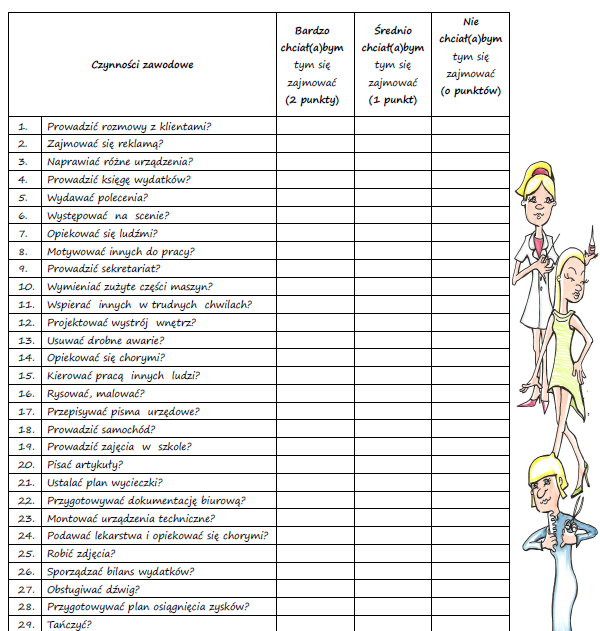 Czynności zawodowe
Bardzo
chciał(a)bym
tym się
zajmować
(2 punkty)
Średnio
chciał(a)bym
tym się
zajmować
(1 punkt)
Nie
chciał(a)bym
tym się
zajmować
(0 punktów)
1. Prowadzić rozmowy z klientami?
2. Zajmować się reklamą?
3. Naprawiać różne urządzenia?
4. Prowadzić księgę wydatków?
5. Wydawać polecenia?
6. Występować na scenie?
7. Opiekować się ludźmi?
8. Motywować innych do pracy?
9. Prowadzić sekretariat?
10. Wymieniać zużyte części maszyn?
11. Wspierać innych w trudnych chwilach?
12. Projektować wystrój wnętrz?
13. Usuwać drobne awarie?
14. Opiekować się chorymi?
15. Kierować pracą innych ludzi?
16. Rysować, malować?
17. Przepisywać pisma urzędowe?
18. Prowadzić samochód?
19. Prowadzić zajęcia w szkole?
20. Pisać artykuły?
21. Ustalać plan wycieczki?
22. Przygotowywać dokumentację biurową?
23. Montować urządzenia techniczne?
24. Podawać lekarstwa i opiekować się chorymi?
25. Robić zdjęcia?
26. Sporządzać bilans wydatków?
27. Obsługiwać dźwig?
28. Przygotowywać plan osiągnięcia zysków?
29. Tańczyć?